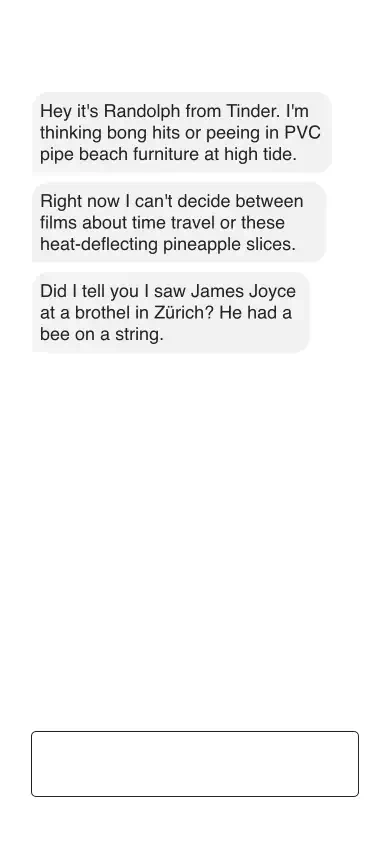 Hey it's Randolph from Tinder. I'm
thinking bong hits or peeing in PVC
pipe beach furniture at high tide.
Right now I can't decide between
films about time travel or these
heat-deflecting pineapple slices.
Did I tell you I saw James Joyce
at a brothel in Zürich? He had a
bee on a string.